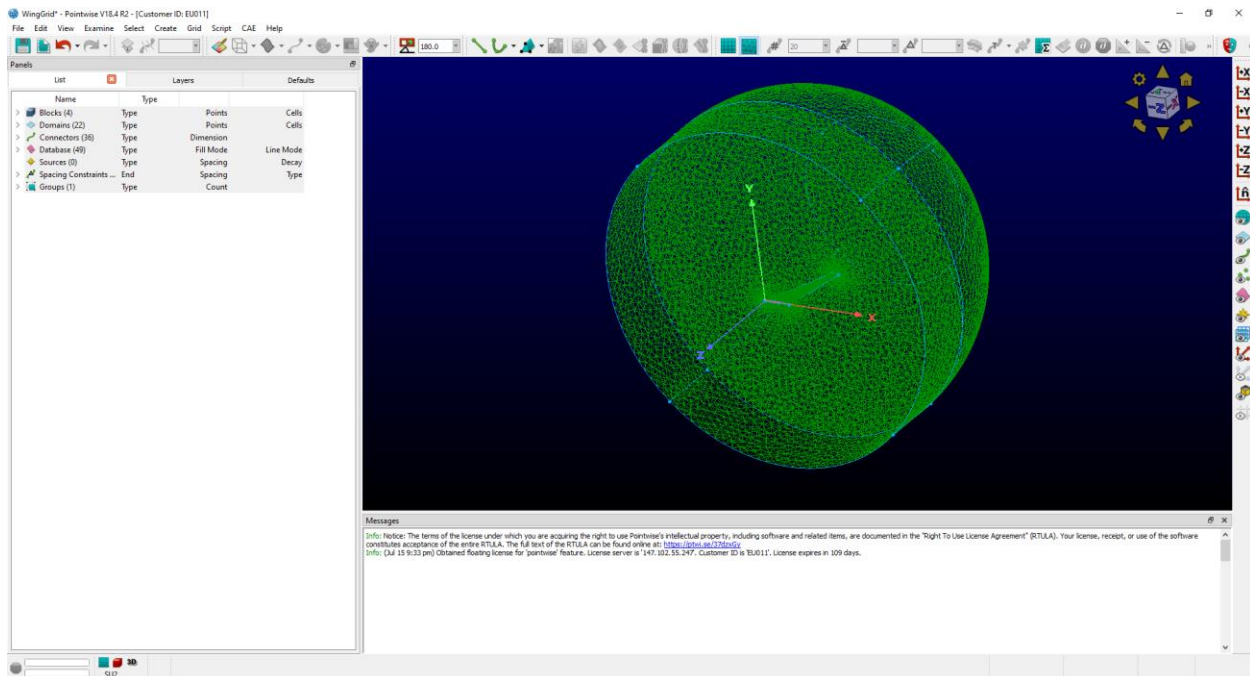 WingGrid* - Pointwise V18.4 R2 - [Customer ID: EU011]
File Edit View Examine Select Create Grid Script CAE Help
180.0 20
Panels
List Layers Defaults
Name Type
Blocks (4) Type Points Cells
Domains (22) Type Points Cells
Connectors (36) Type Dimension
Database (49) Type Fill Mode Line Mode
Sources (0) Type Spacing Decay
Spacing Constraints ... End Spacing Type
Groups (1) Type Count
Y
X
Z
-Z
+X
-X
+Y
-Y
+Z
-Z
n̂
Messages
Info: Notice: The terms of the license under which you are acquiring the right to use Pointwise's intellectual property, including software and related items, are documented in the "Right To Use License Agreement" (RTULA). Your license, receipt, or use of the software
constitutes acceptance of the entire RTULA. The full text of the RTULA can be found online at: https://ptwi.se/37dzxGy
Info: (Jul 15 9:33 pm) Obtained floating license for 'pointwise' feature. License server is '147.102.55.247'. Customer ID is 'EU011'. License expires in 109 days.
3D
SU2